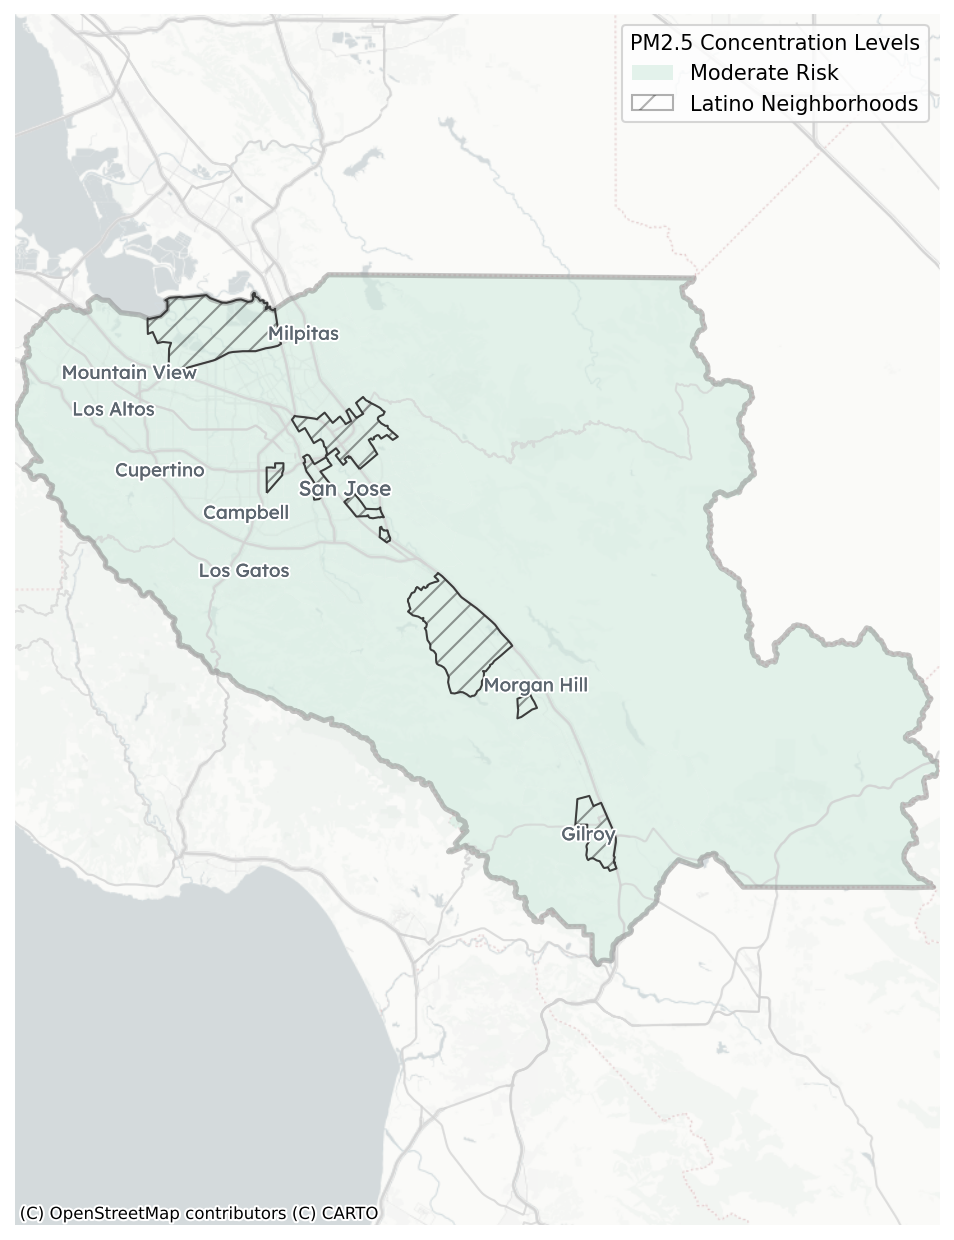 PM2.5 Concentration Levels
Moderate Risk
Latino Neighborhoods
Milpitas
Mountain View
Los Altos
Cupertino
San Jose
Campbell
Los Gatos
Morgan Hill
Gilroy
(C) OpenStreetMap contributors (C) CARTO